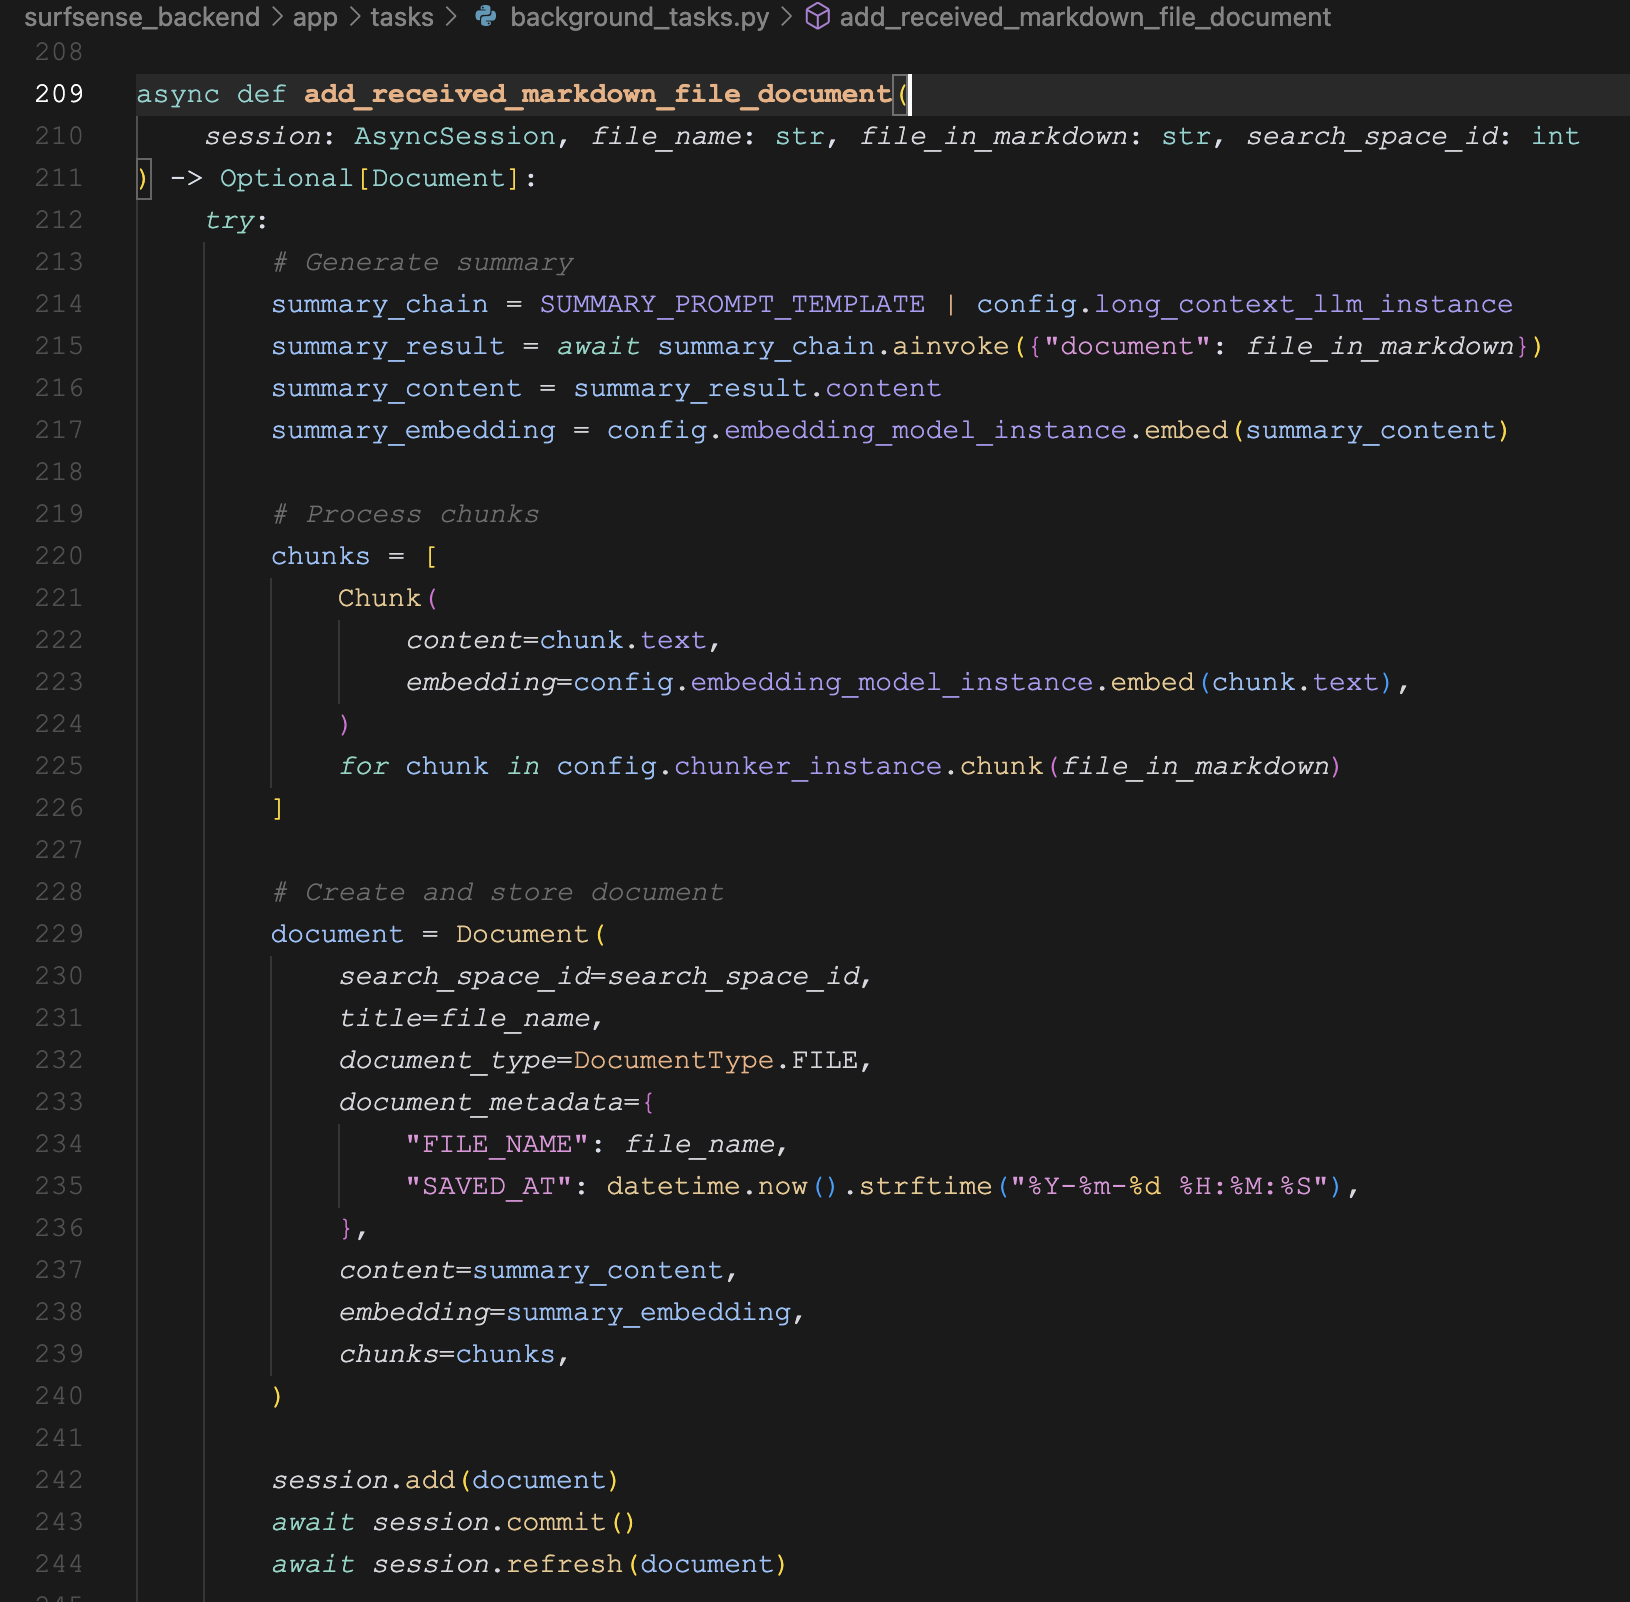 surfsense_backend > app > tasks > background_tasks.py > add_received_markdown_file_document
208
209 async def add_received_markdown_file_document(
210     session: AsyncSession, file_name: str, file_in_markdown: str, search_space_id: int
211 ) -> Optional[Document]:
212     try:
213         # Generate summary
214         summary_chain = SUMMARY_PROMPT_TEMPLATE | config.long_context_llm_instance
215         summary_result = await summary_chain.ainvoke({"document": file_in_markdown})
216         summary_content = summary_result.content
217         summary_embedding = config.embedding_model_instance.embed(summary_content)
218
219         # Process chunks
220         chunks = [
221             Chunk(
222                 content=chunk.text,
223                 embedding=config.embedding_model_instance.embed(chunk.text),
224             )
225             for chunk in config.chunker_instance.chunk(file_in_markdown)
226         ]
227
228         # Create and store document
229         document = Document(
230             search_space_id=search_space_id,
231             title=file_name,
232             document_type=DocumentType.FILE,
233             document_metadata={
234                 "FILE_NAME": file_name,
235                 "SAVED_AT": datetime.now().strftime("%Y-%m-%d %H:%M:%S"),
236             },
237             content=summary_content,
238             embedding=summary_embedding,
239             chunks=chunks,
240         )
241
242         session.add(document)
243         await session.commit()
244         await session.refresh(document)
245